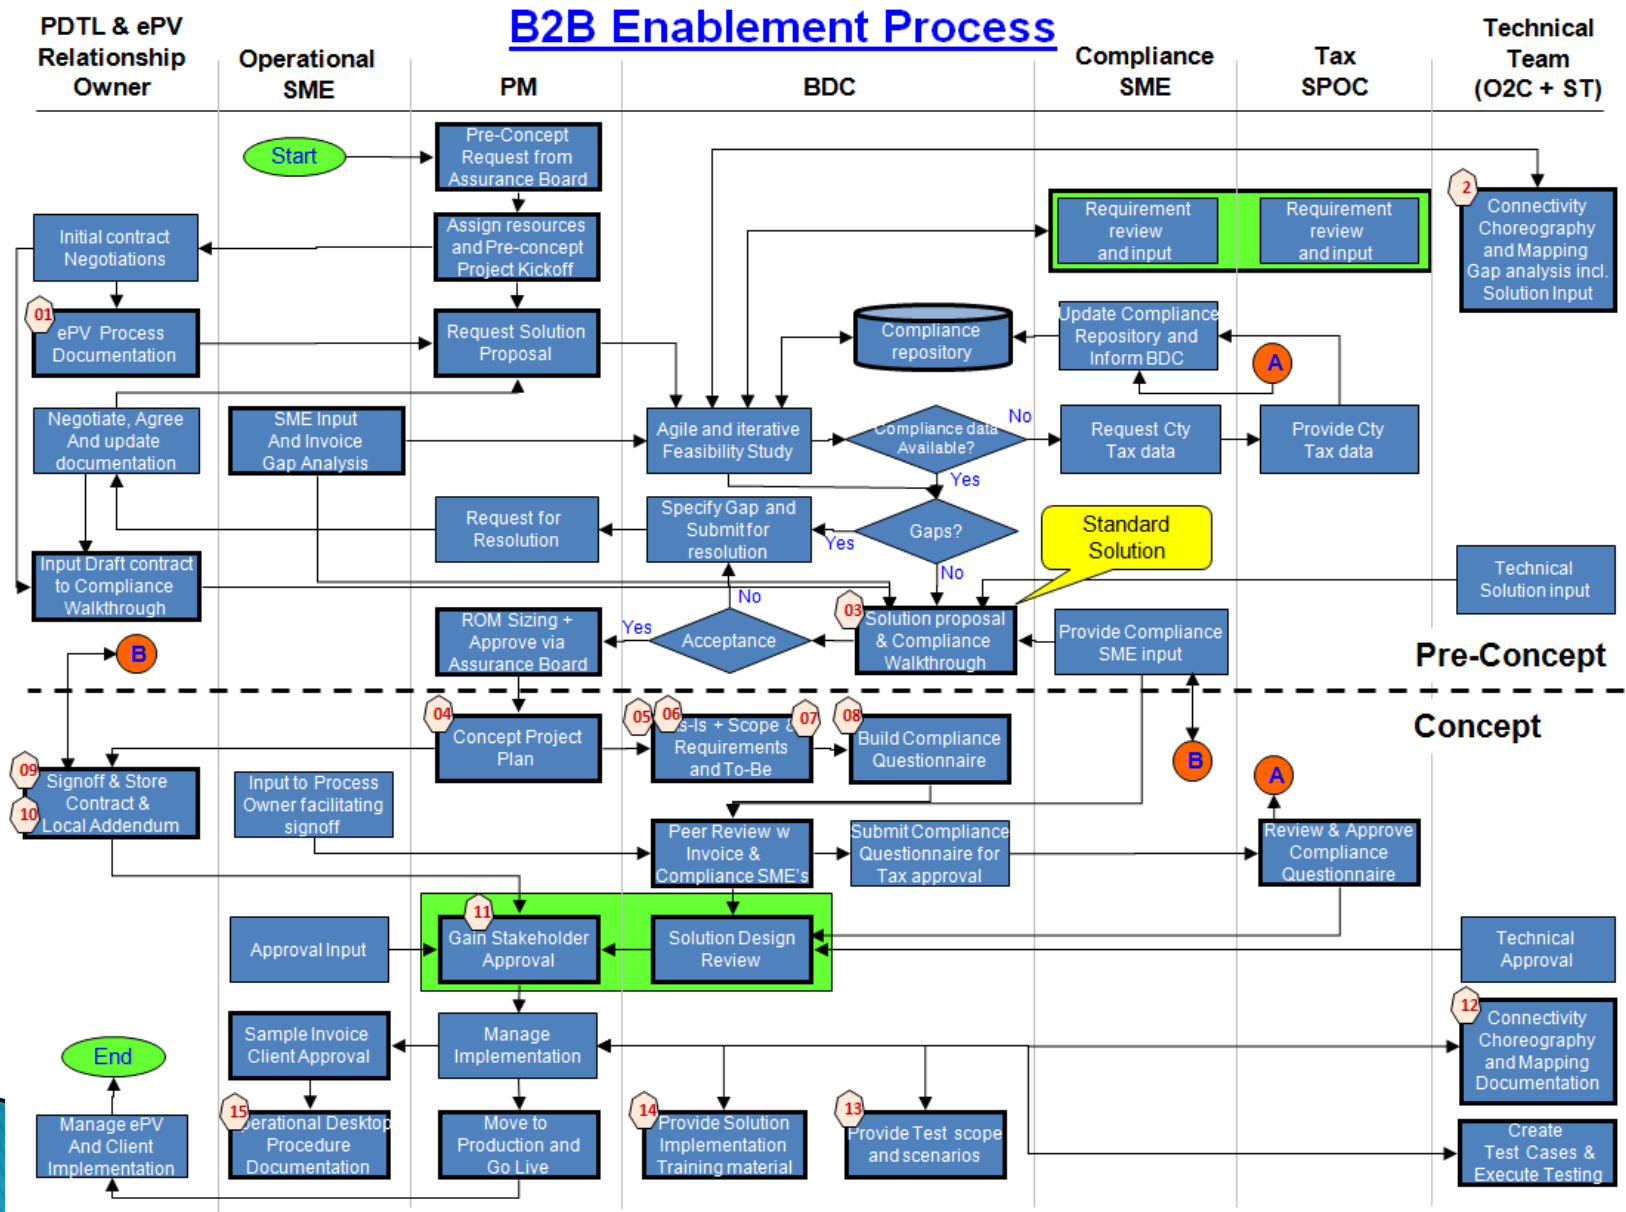 B2B Enablement Process
PDTL & ePV
Relationship
Owner
Operational
SME
PM
BDC
Compliance
SME
Tax
SPOC
Technical
Team
(O2C + ST)
Start
Pre-Concept
Request from
Assurance Board
Initial contract
Negotiations
Assign resources
and Pre-concept
Project Kickoff
Requirement
review
and input
Requirement
review
and input
2
Connectivity
Choreography
and Mapping
Gap analysis incl.
Solution Input
01
ePV Process
Documentation
Request Solution
Proposal
Compliance
repository
Update Compliance
Repository and
Inform BDC
A
Negotiate, Agree
And update
documentation
SME Input
And Invoice
Gap Analysis
Agile and iterative
Feasibility Study
Compliance data
Available?
No
Yes
Request Cty
Tax data
Provide Cty
Tax data
Request for
Resolution
Specify Gap and
Submit for
resolution
Yes
Gaps?
No
Standard
Solution
Input Draft contract
to Compliance
Walkthrough
Technical
Solution input
ROM Sizing +
Approve via
Assurance Board
Yes
No
Acceptance
03
Solution proposal
& Compliance
Walkthrough
Provide Compliance
SME input
B
Pre-Concept
Concept
04
Concept Project
Plan
05
06
07
s-Is + Scope &
Requirements
and To-Be
08
Build Compliance
Questionnaire
B
A
09
10
Signoff & Store
Contract &
Local Addendum
Input to Process
Owner facilitating
signoff
Peer Review w
Invoice &
Compliance SME's
Submit Compliance
Questionnaire for
Tax approval
Review & Approve
Compliance
Questionnaire
Approval Input
11
Gain Stakeholder
Approval
Solution Design
Review
Technical
Approval
End
Sample Invoice
Client Approval
Manage
Implementation
12
Connectivity
Choreography
and Mapping
Documentation
Manage ePV
And Client
Implementation
15
perational Desktop
Procedure
Documentation
Move to
Production and
Go Live
14
Provide Solution
Implementation
Training material
13
Provide Test scope
and scenarios
Create
Test Cases &
Execute Testing